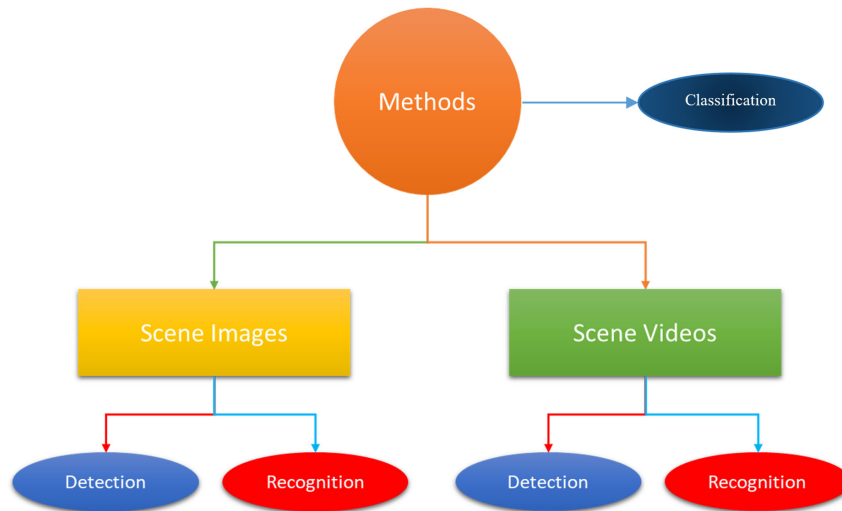 Methods
Classification
Scene Images
Scene Videos
Detection
Recognition
Detection
Recognition